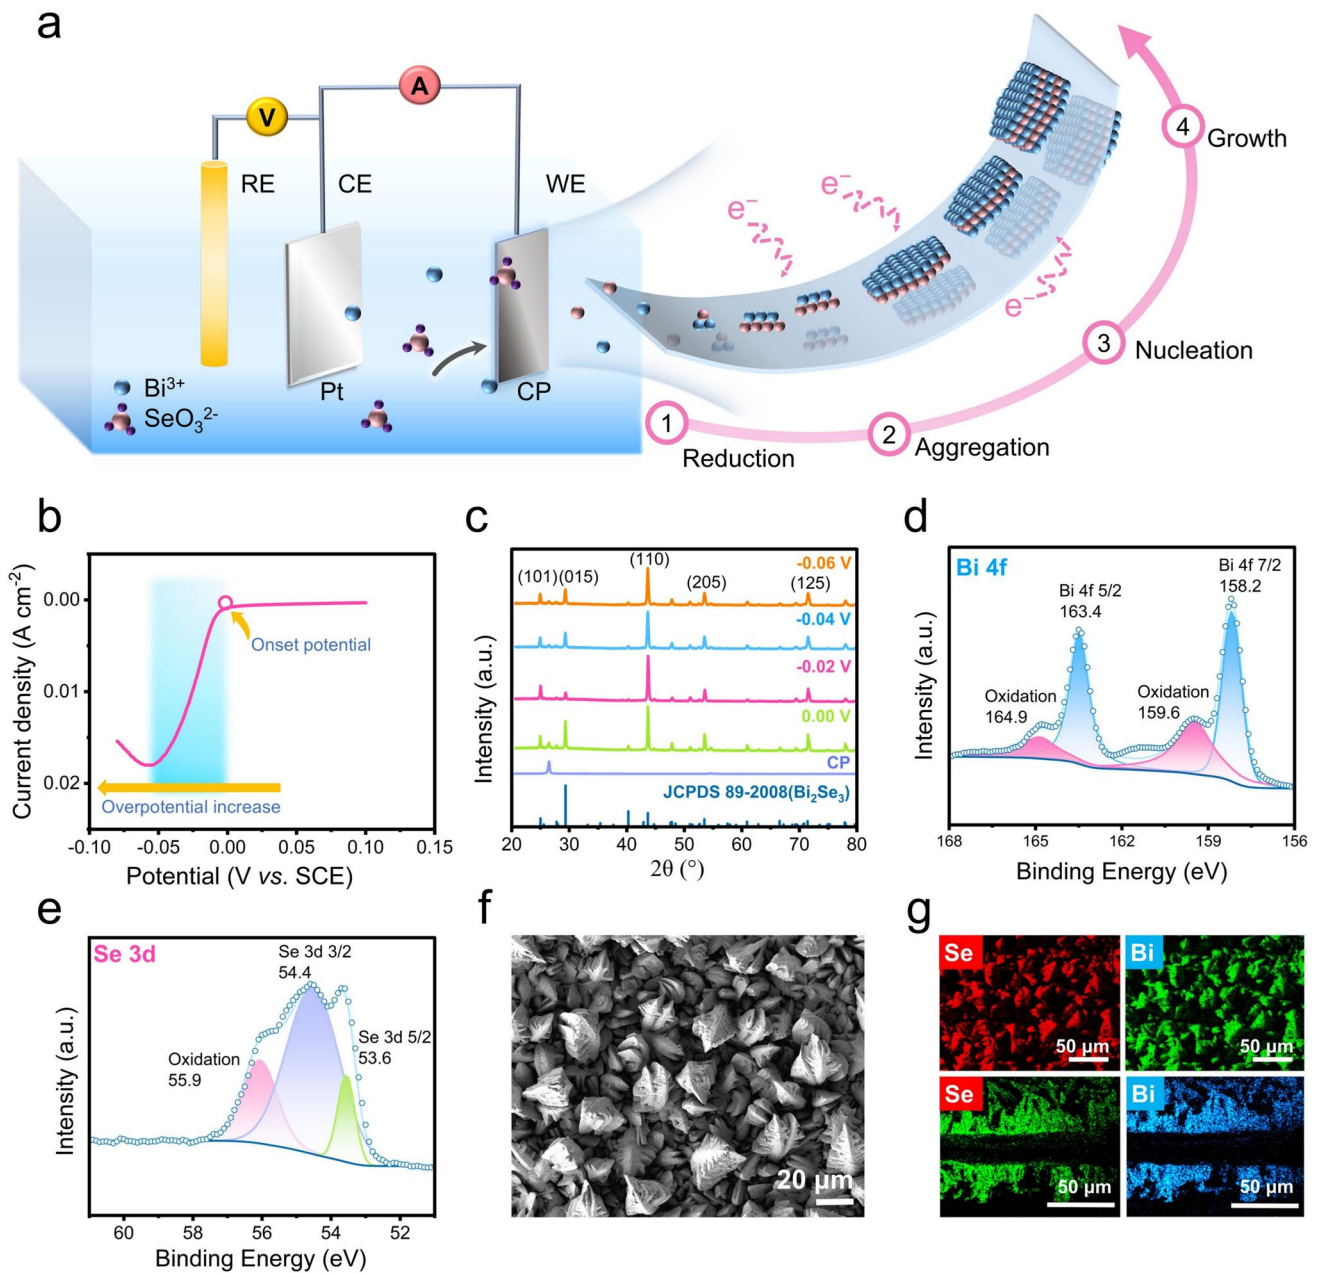 a
V
A
RE
CE
WE
Pt
CP
Bi³⁺
SeO₃²⁻
e⁻
e⁻
e⁻
1
Reduction
2
Aggregation
3
Nucleation
4
Growth
b
Current density (A cm⁻²)
0.00
0.01
0.02
Onset potential
Overpotential increase
-0.10 -0.05 0.00 0.05 0.10 0.15
Potential (V vs. SCE)
c
Intensity (a.u.)
(101) (015) (110) (205) (125)
-0.06 V
-0.04 V
-0.02 V
0.00 V
CP
JCPDS 89-2008(Bi₂Se₃)
20 30 40 50 60 70 80
2θ (°)
d
Intensity (a.u.)
Bi 4f
Bi 4f 7/2
158.2
Bi 4f 5/2
163.4
Oxidation
164.9
Oxidation
159.6
168 165 162 159 156
Binding Energy (eV)
e
Intensity (a.u.)
Se 3d
Se 3d 3/2
54.4
Se 3d 5/2
53.6
Oxidation
55.9
60 58 56 54 52
Binding Energy (eV)
f
20 μm
g
Se
50 μm
Bi
50 μm
Se
50 μm
Bi
50 μm